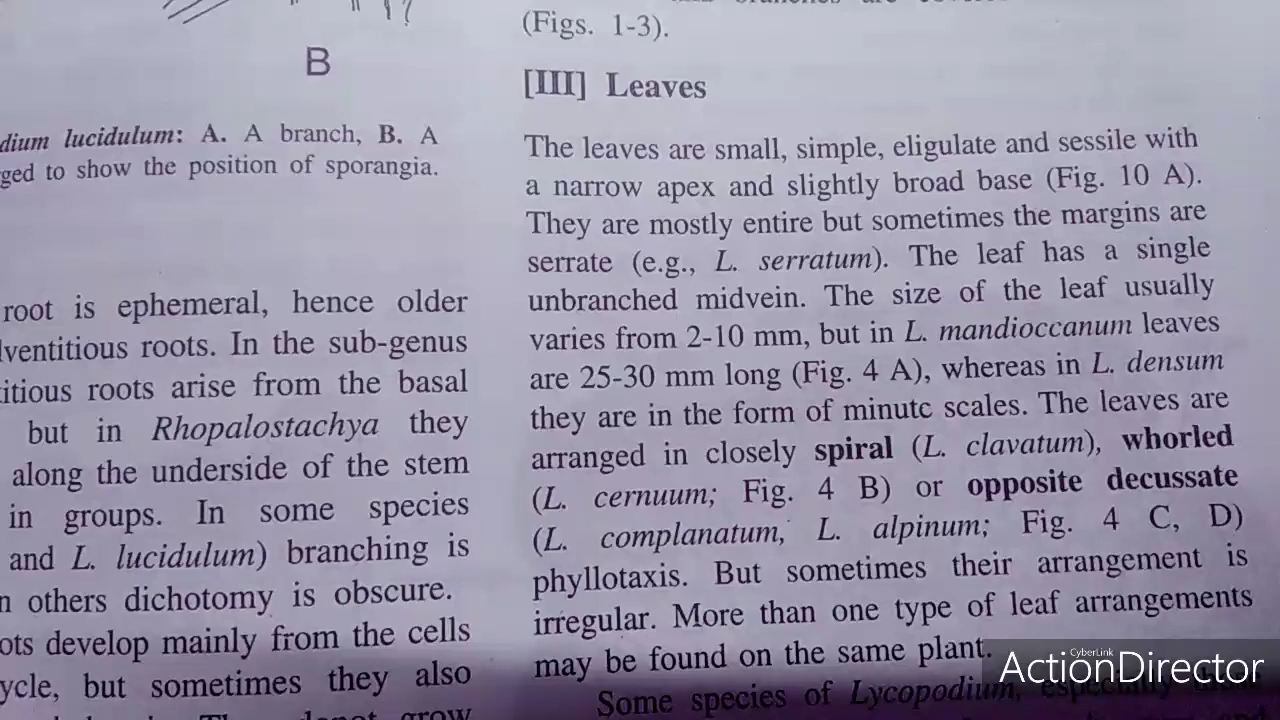 B
dium lucidulum: A. A branch, B. A
ged to show the position of sporangia.
root is ephemeral, hence older
lventitious roots. In the sub-genus
itious roots arise from the basal
but in Rhopalostachya they
along the underside of the stem
in groups. In some species
and L. lucidulum) branching is
n others dichotomy is obscure.
ots develop mainly from the cells
ycle, but sometimes they also
grow
(Figs. 1-3).
[III] Leaves
The leaves are small, simple, eligulate and sessile with
a narrow apex and slightly broad base (Fig. 10 A).
They are mostly entire but sometimes the margins are
serrate (e.g., L. serratum). The leaf has a single
unbranched midvein. The size of the leaf usually
varies from 2-10 mm, but in L. mandioccanum leaves
are 25-30 mm long (Fig. 4 A), whereas in L. densum
they are in the form of minute scales. The leaves are
arranged in closely spiral (L. clavatum), whorled
(L. cernuum; Fig. 4 B) or opposite decussate
(L. complanatum, L. alpinum; Fig. 4 C, D)
phyllotaxis. But sometimes their arrangement is
irregular. More than one type of leaf arrangements
may be found on the same plant.
Some species of Lycopodium, especially
CyberLink
ActionDirector